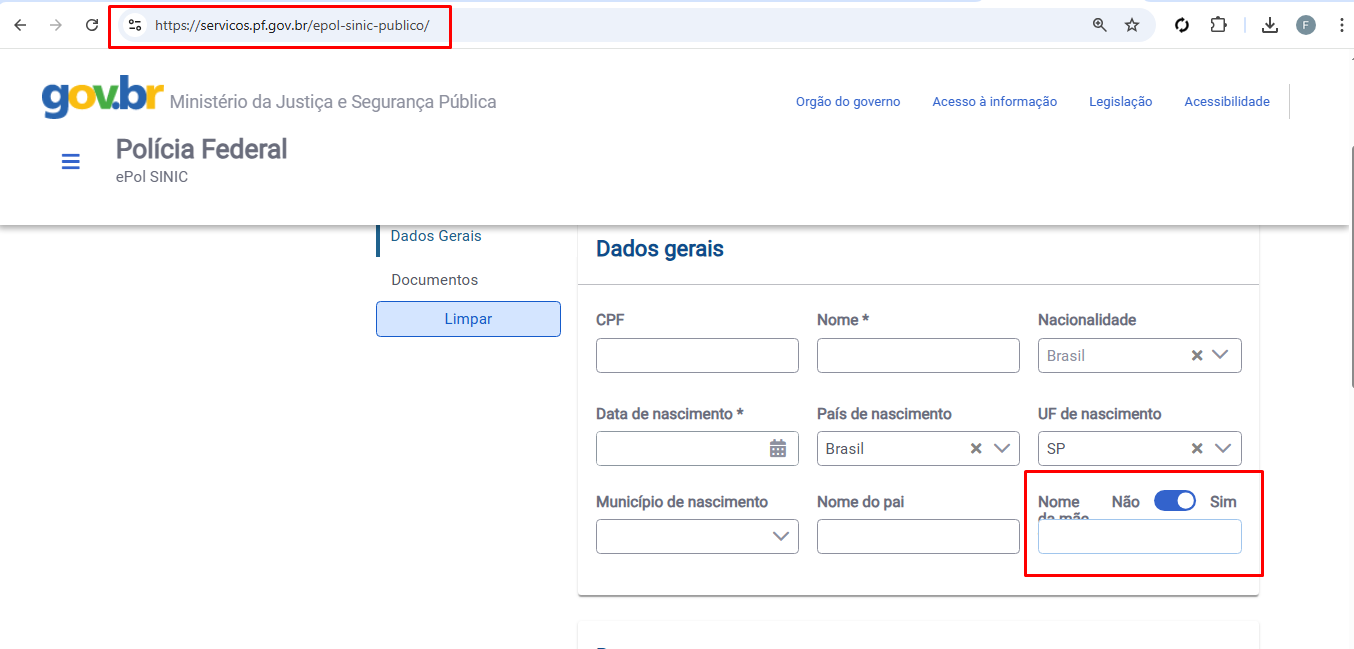 https://servicos.pf.gov.br/epol-sinic-publico/
F
gov.br Ministério da Justiça e Segurança Pública
Orgão do governo
Acesso à informação
Legislação
Acessibilidade
Polícia Federal
ePol SINIC
Dados Gerais
Documentos
Limpar
Dados gerais
CPF
Nome *
Nacionalidade
Brasil
Data de nascimento *
País de nascimento
UF de nascimento
Brasil
SP
Município de nascimento
Nome do pai
Nome Não Sim
da mãe